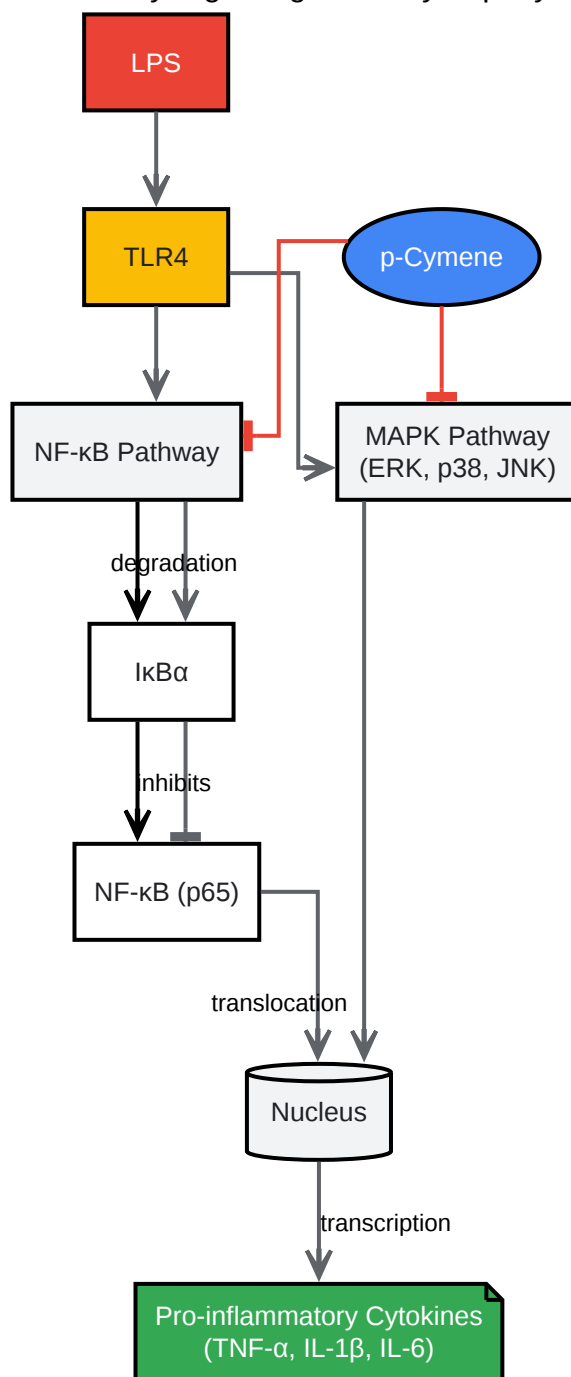 LPS
TLR4
p-Cymene
NF-κB Pathway
MAPK Pathway
(ERK, p38, JNK)
degradation
IκBα
inhibits
NF-κB (p65)
translocation
Nucleus
transcription
Pro-inflammatory Cytokines
(TNF-α, IL-1β, IL-6)